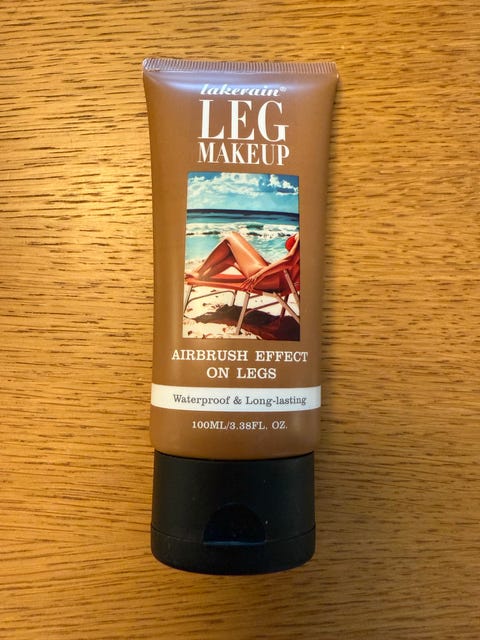 lakerain®
LEG
MAKEUP
AIRBRUSH EFFECT
ON LEGS
Waterproof & Long-lasting
100ML/3.38FL. OZ.